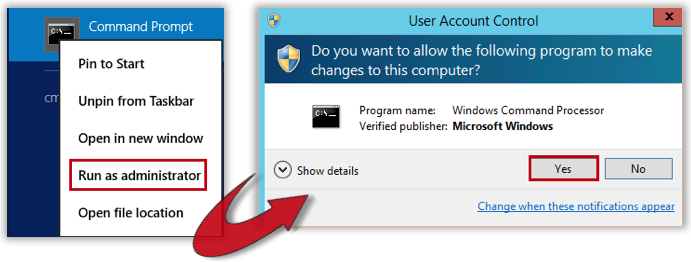 Command Prompt
cm
Pin to Start
Unpin from Taskbar
Open in new window
Run as administrator
Open file location
User Account Control
Do you want to allow the following program to make
changes to this computer?
C:\_
Program name: Windows Command Processor
Verified publisher: Microsoft Windows
Show details
Yes
No
Change when these notifications appear